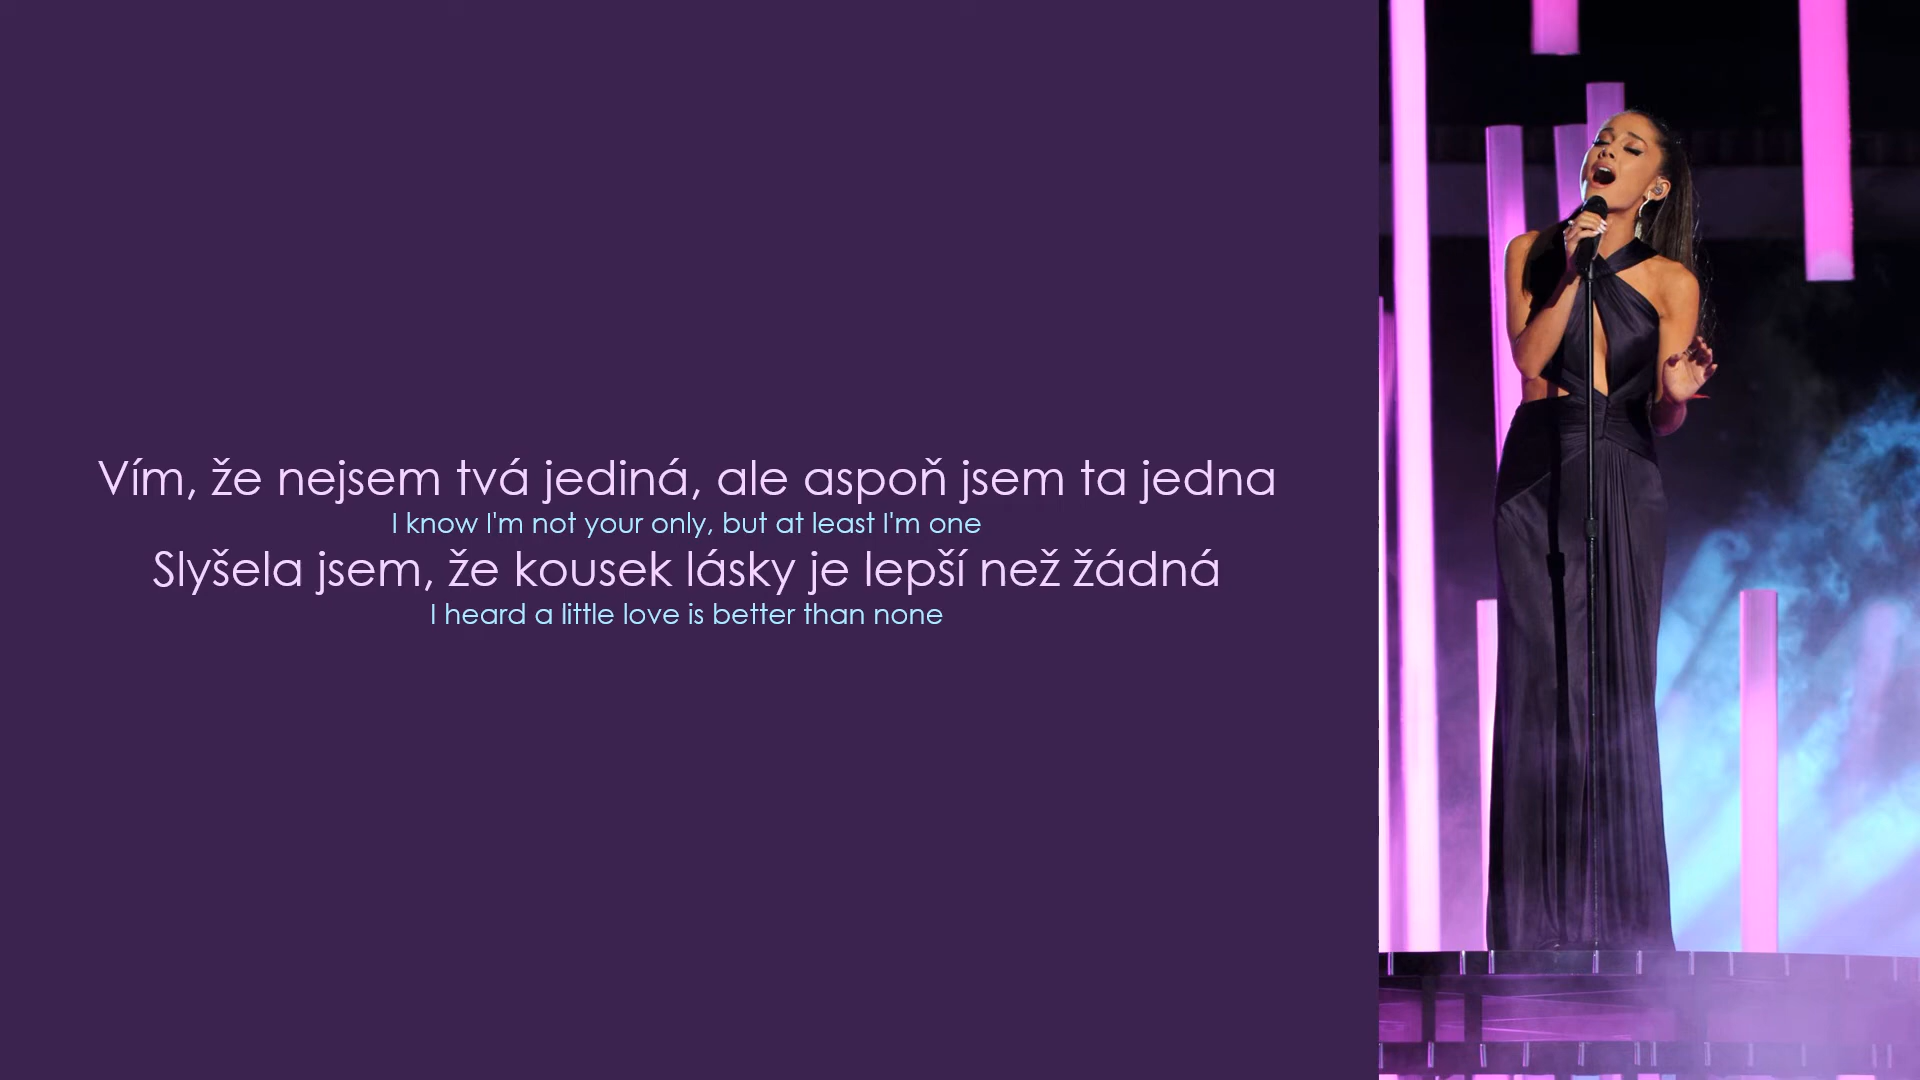 Vím, že nejsem tvá jediná, ale aspoň jsem ta jedna
I know I'm not your only, but at least I'm one
Slyšela jsem, že kousek lásky je lepší než žádná
I heard a little love is better than none